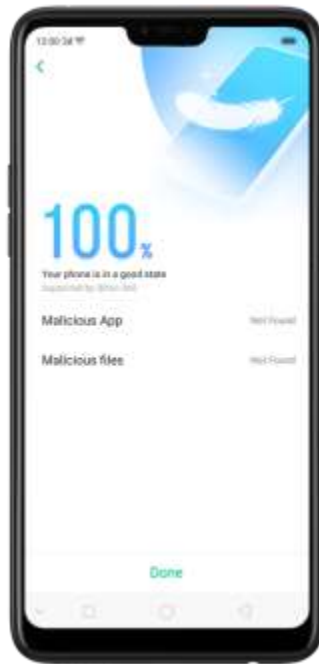 100%
Your phone is in a good state
Malicious App Not Found
Malicious files Not Found
Done